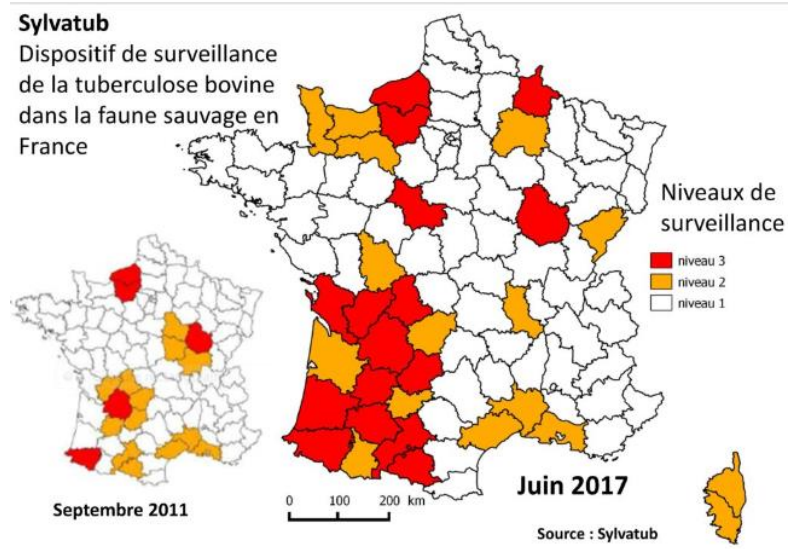 Sylvatub
Dispositif de surveillance
de la tuberculose bovine
dans la faune sauvage en
France
Niveaux de
surveillance
niveau 3
niveau 2
niveau 1
Septembre 2011
0 100 200 km
Juin 2017
Source : Sylvatub